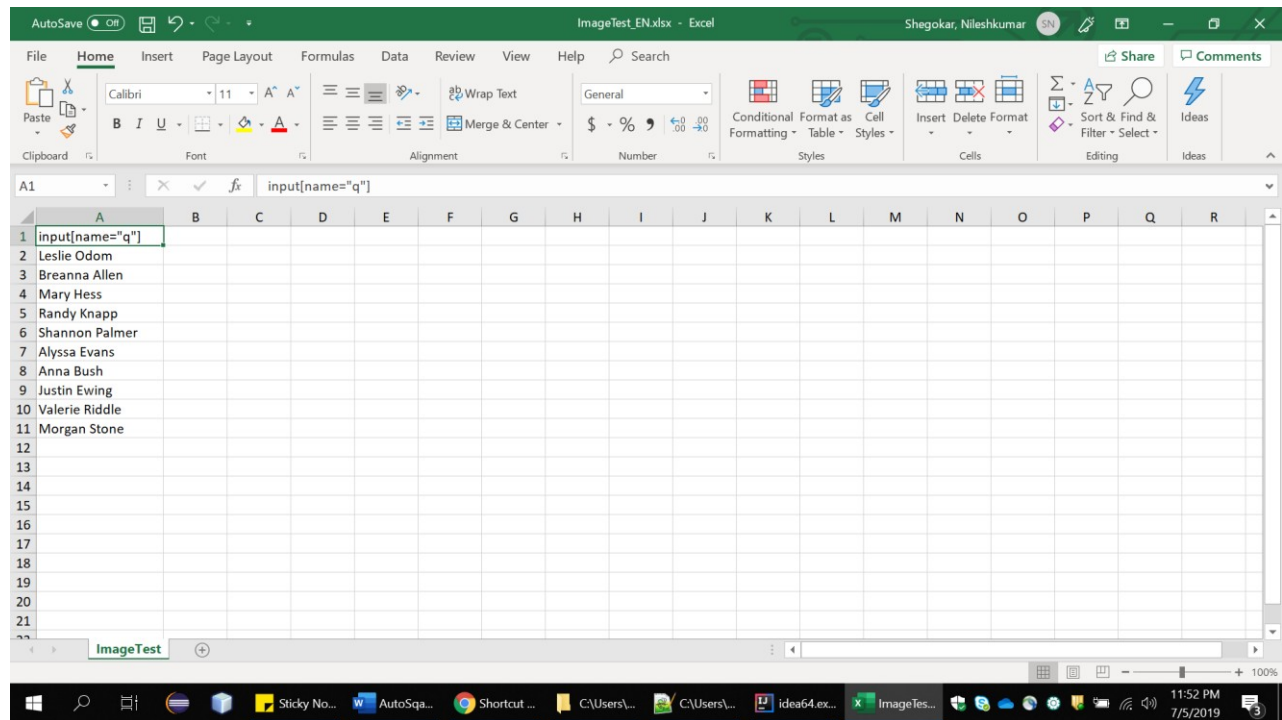 AutoSave Off ImageTest_EN.xlsx - Excel Shegokar, Nileshkumar SN
File Home Insert Page Layout Formulas Data Review View Help Search Share Comments
Paste Calibri 11 A A Wrap Text General Conditional Formatting Format as Table Cell Styles Insert Delete Format Sort & Filter Find & Select Ideas
B I U A Merge & Center $ % 9 .00
Clipboard Font Alignment Number Styles Cells Editing Ideas
A1 fx input[name="q"]
A B C D E F G H I J K L M N O P Q R
1 input[name="q"]
2 Leslie Odom
3 Breanna Allen
4 Mary Hess
5 Randy Knapp
6 Shannon Palmer
7 Alyssa Evans
8 Anna Bush
9 Justin Ewing
10 Valerie Riddle
11 Morgan Stone
12
13
14
15
16
17
18
19
20
21
ImageTest
100%
Sticky No... AutoSqa... Shortcut ... C:\Users\... C:\Users\... idea64.ex... ImageTes... 11:52 PM
7/5/2019 3